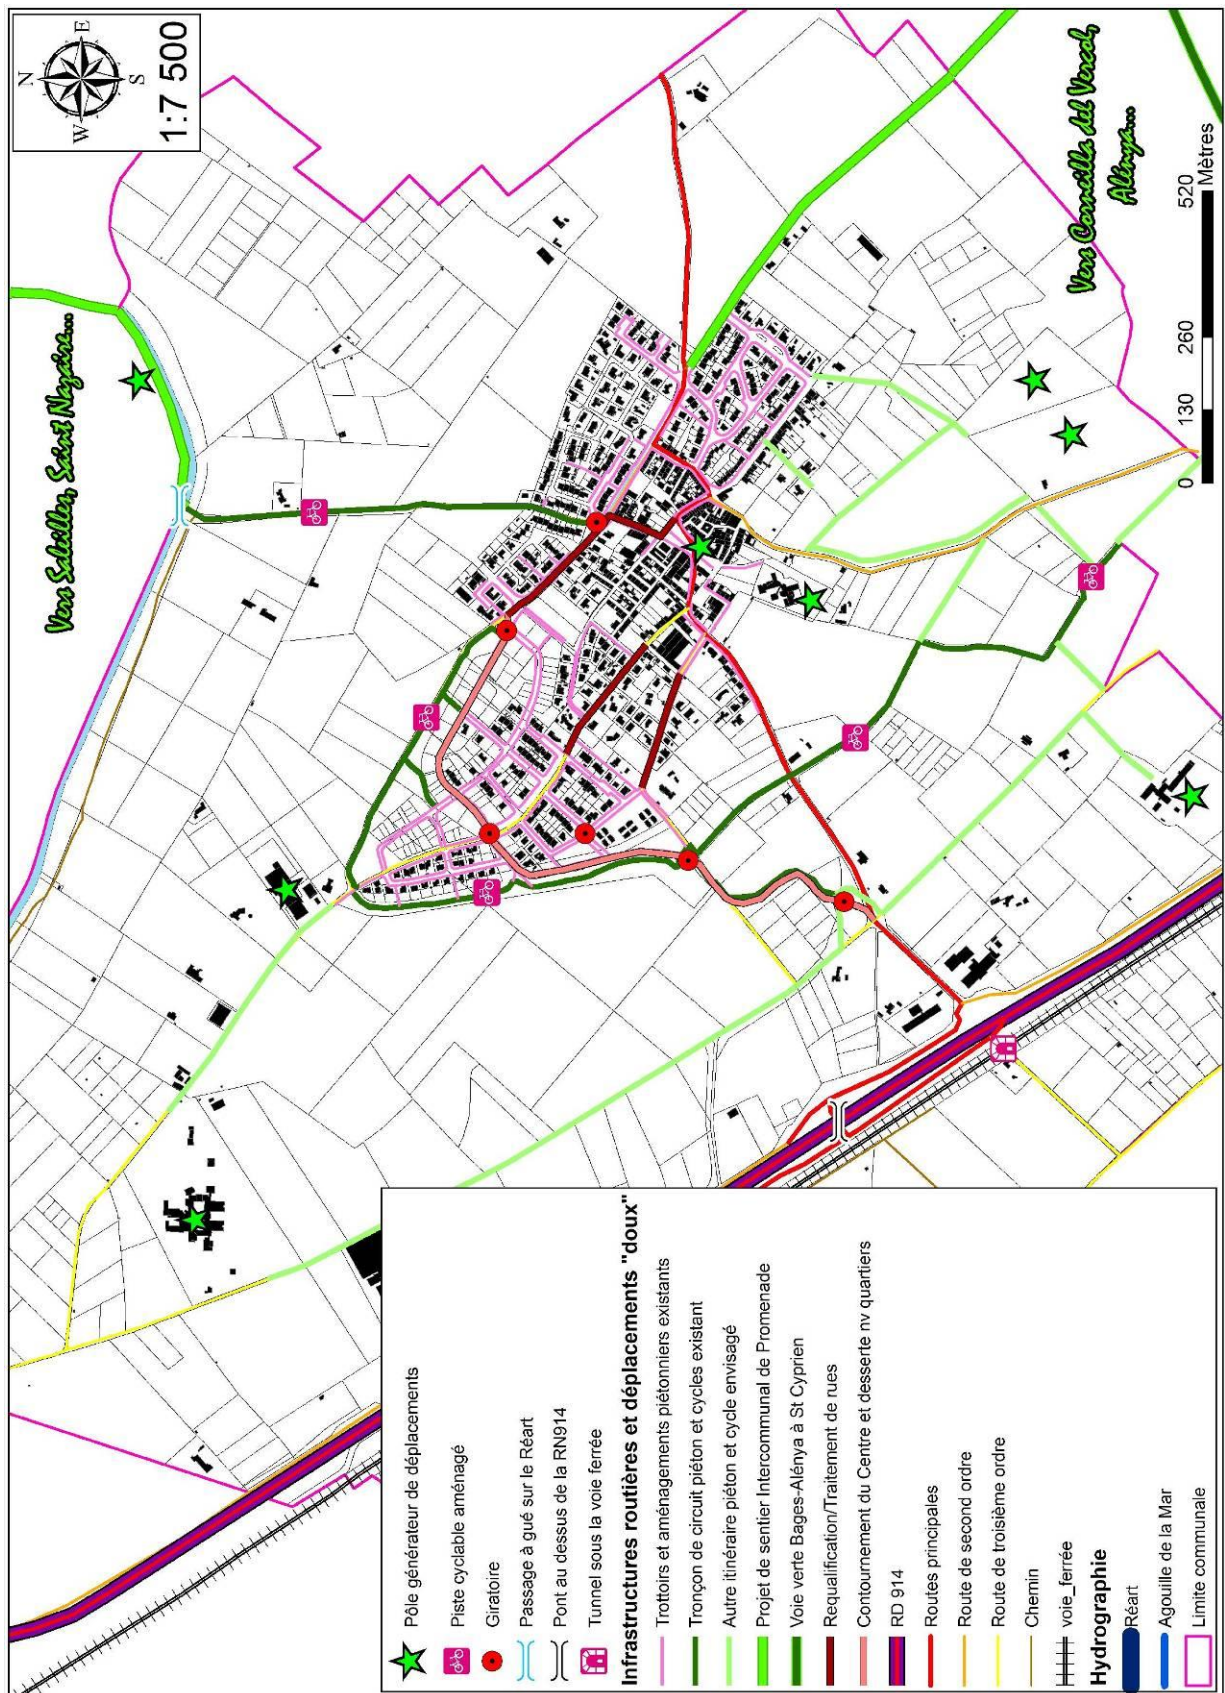 N
E
S
W
1:7 500
Vers Saleilles, Saint Nazaire...
Vers Corneilla del Vercol,
Alénya...
0 130 260 520
Mètres
Pôle générateur de déplacements
Piste cyclable aménagé
Giratoire
Passage à gué sur le Réart
Pont au dessus de la RN914
Tunnel sous la voie ferrée
Infrastructures routières et déplacements "doux"
Trottoirs et aménagements piétonniers existants
Tronçon de circuit piéton et cycles existant
Autre itinéraire piéton et cycle envisagé
Projet de sentier Intercommunal de Promenade
Voie verte Bages-Alénya à St Cyprien
Requalification/Traitement de rues
Contournement du Centre et desserte nv quartiers
RD 914
Routes principales
Route de second ordre
Route de troisième ordre
Chemin
voie_ferrée
Hydrographie
Réart
Agouille de la Mar
Limite communale